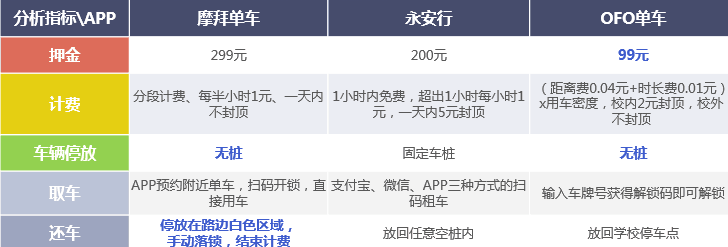 分析指标\APP 摩拜单车 永安行 OFO单车
押金 299元 200元 99元
计费 分段计费、每半小时1元、一天内不封顶 1小时内免费，超出1小时每小时1元，一天内5元封顶 （距离费0.04元+时长费0.01元）x用车密度，校内2元封顶，校外不封顶
车辆停放 无桩 固定车桩 无桩
取车 APP预约附近单车，扫码开锁，直接用车 支付宝、微信、APP三种方式的扫码租车 输入车牌号获得解锁码即可解锁
还车 停放在路边白色区域，手动落锁，结束计费 放回任意空桩内 放回学校停车点